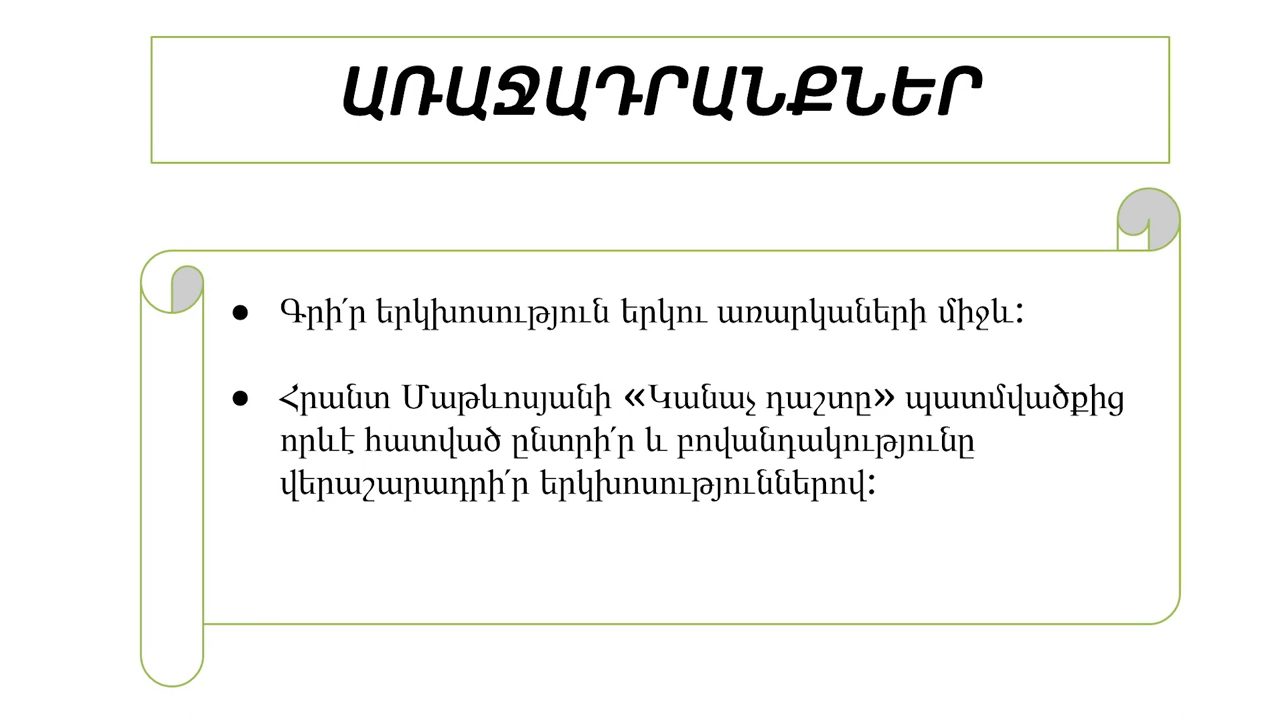 ԱՌԱՋԱԴՐԱՆՔՆԵՐ
● Գրի՛ր երկխոսություն երկու առարկաների միջև:
● Հրանտ Մաթևոսյանի «Կանաչ դաշտը» պատմվածքից
որևէ հատված ընտրի՛ր և բովանդակությունը
վերաշարադրի՛ր երկխոսություններով: